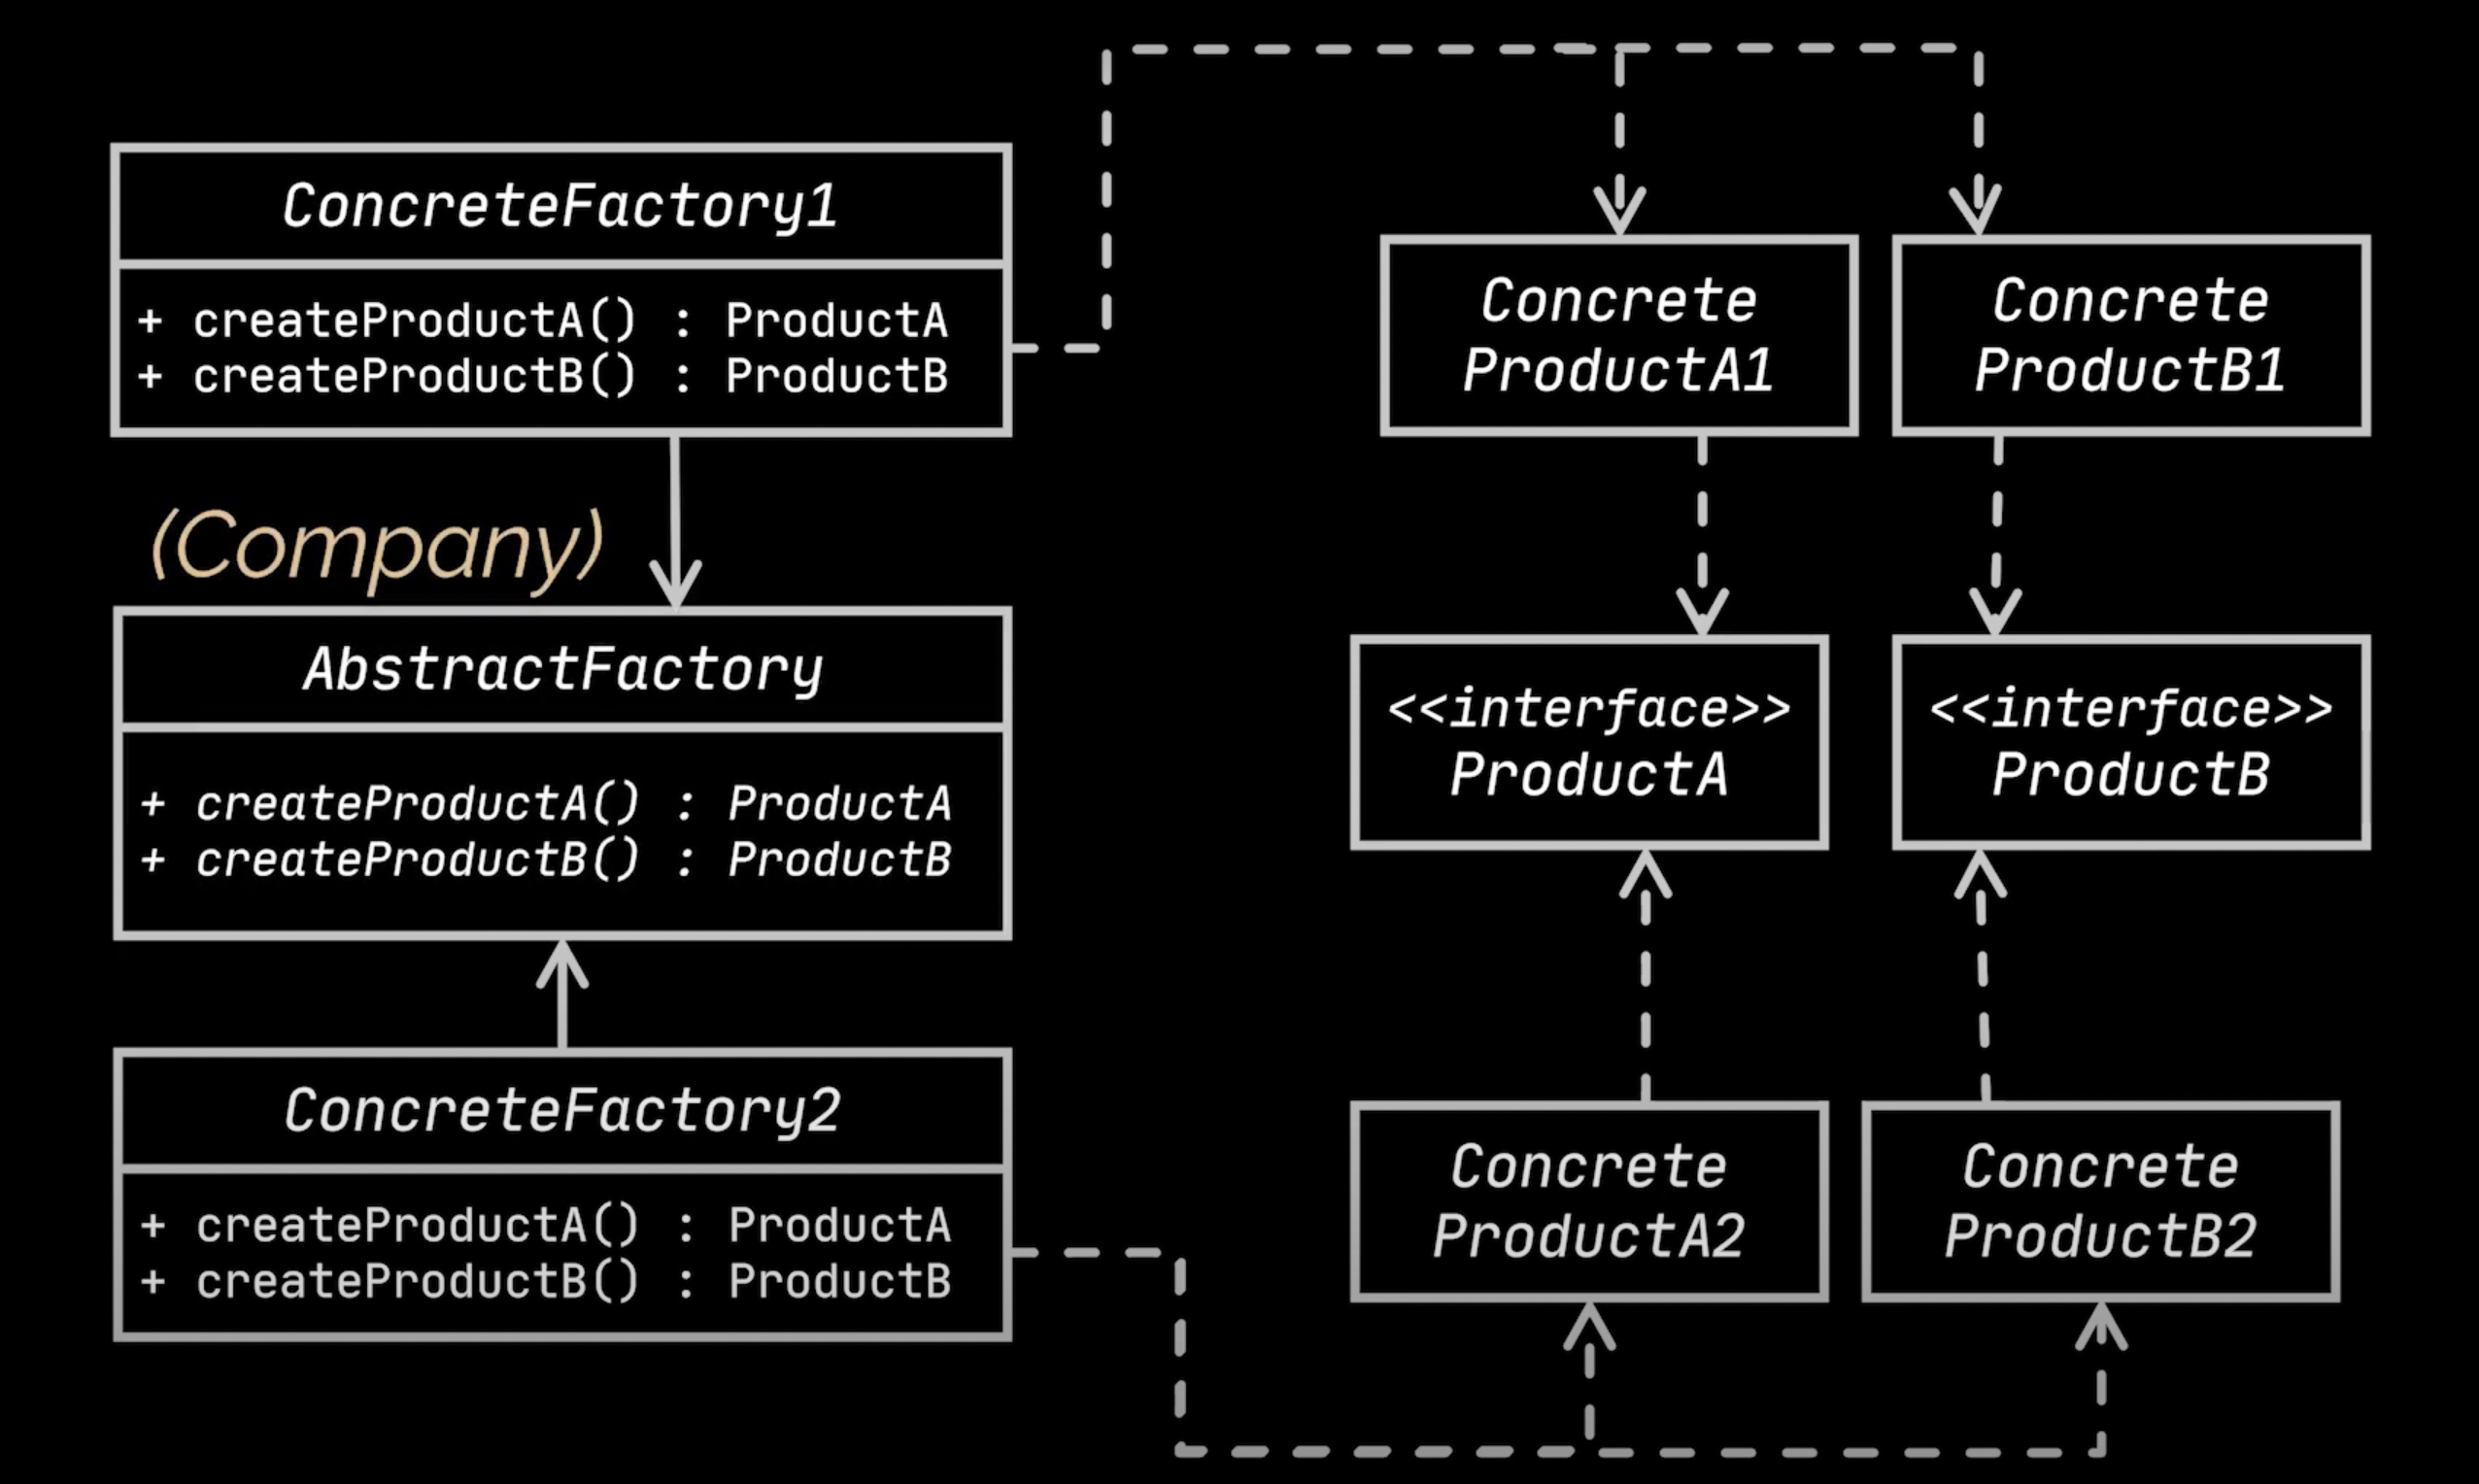 ConcreteFactory1
+ createProductA() : ProductA
+ createProductB() : ProductB
(Company)
AbstractFactory
+ createProductA() : ProductA
+ createProductB() : ProductB
ConcreteFactory2
+ createProductA() : ProductA
+ createProductB() : ProductB
Concrete
ProductA1
Concrete
ProductB1
<<interface>>
ProductA
<<interface>>
ProductB
Concrete
ProductA2
Concrete
ProductB2